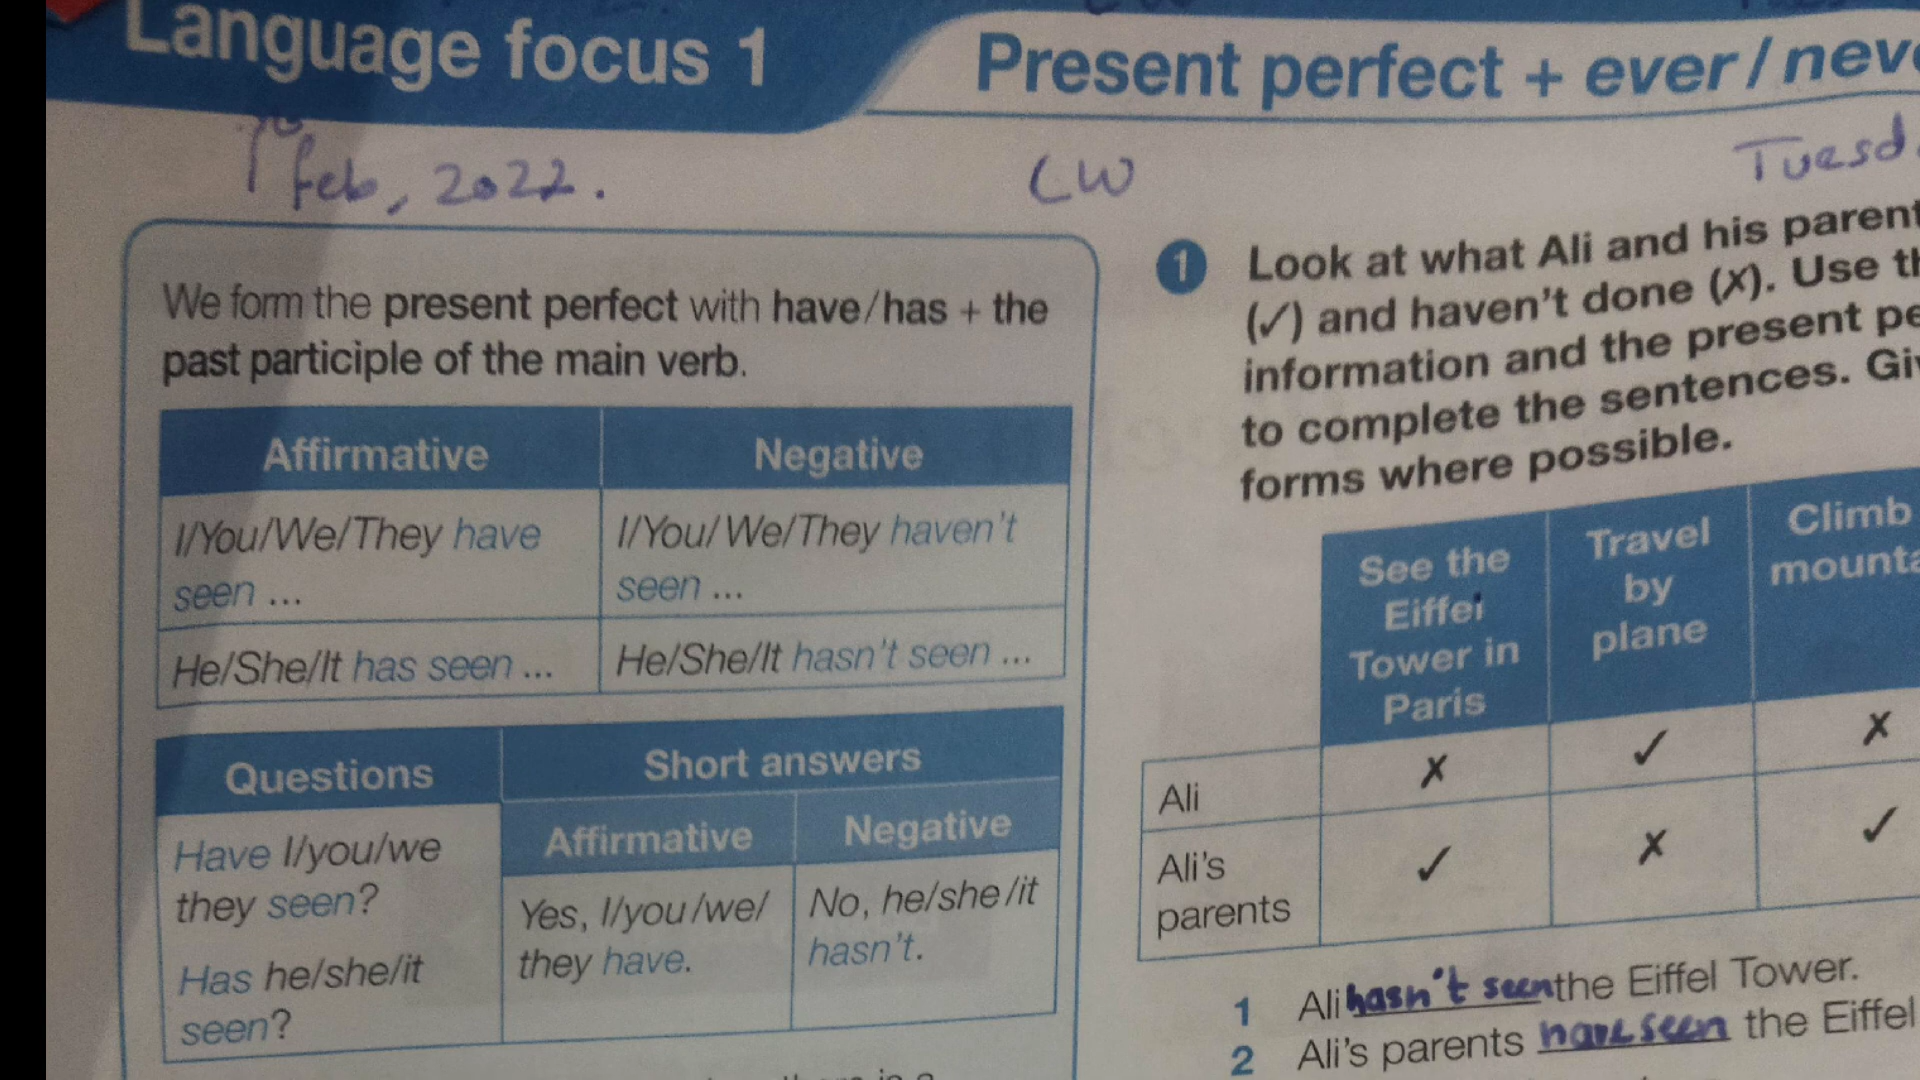 Language focus 1
Present perfect + ever/
feb, 2022.
CW
We form the present perfect with have/has + the
past participle of the main verb.
Affirmative Negative
I/You/We/They have I/You/We/They haven't
seen ... seen ...
He/She/It has seen ... He/She/It hasn't seen ...
Questions Short answers
Affirmative Negative
Have I/you/we
they seen?
Has he/she/it
seen?
Yes, I/you/we/
they have.
No, he/she/it
hasn't.
1 Look at what Ali and his
(✓) and haven't done (✗). Use
information and the present
to complete the sentences.
forms where possible.
See the
Eiffel
Tower in
Paris
Travel
by
plane
Climb
Ali ✗ ✓ ✗
Ali's
parents ✓ ✗ ✓
1 Ali hasn't seen the Eiffel Tower.
2 Ali's parents have seen the Eiffel